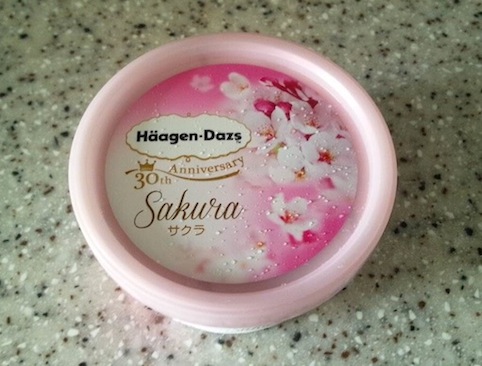 Häagen-Dazs
30th Anniversary
Sakura
サクラ